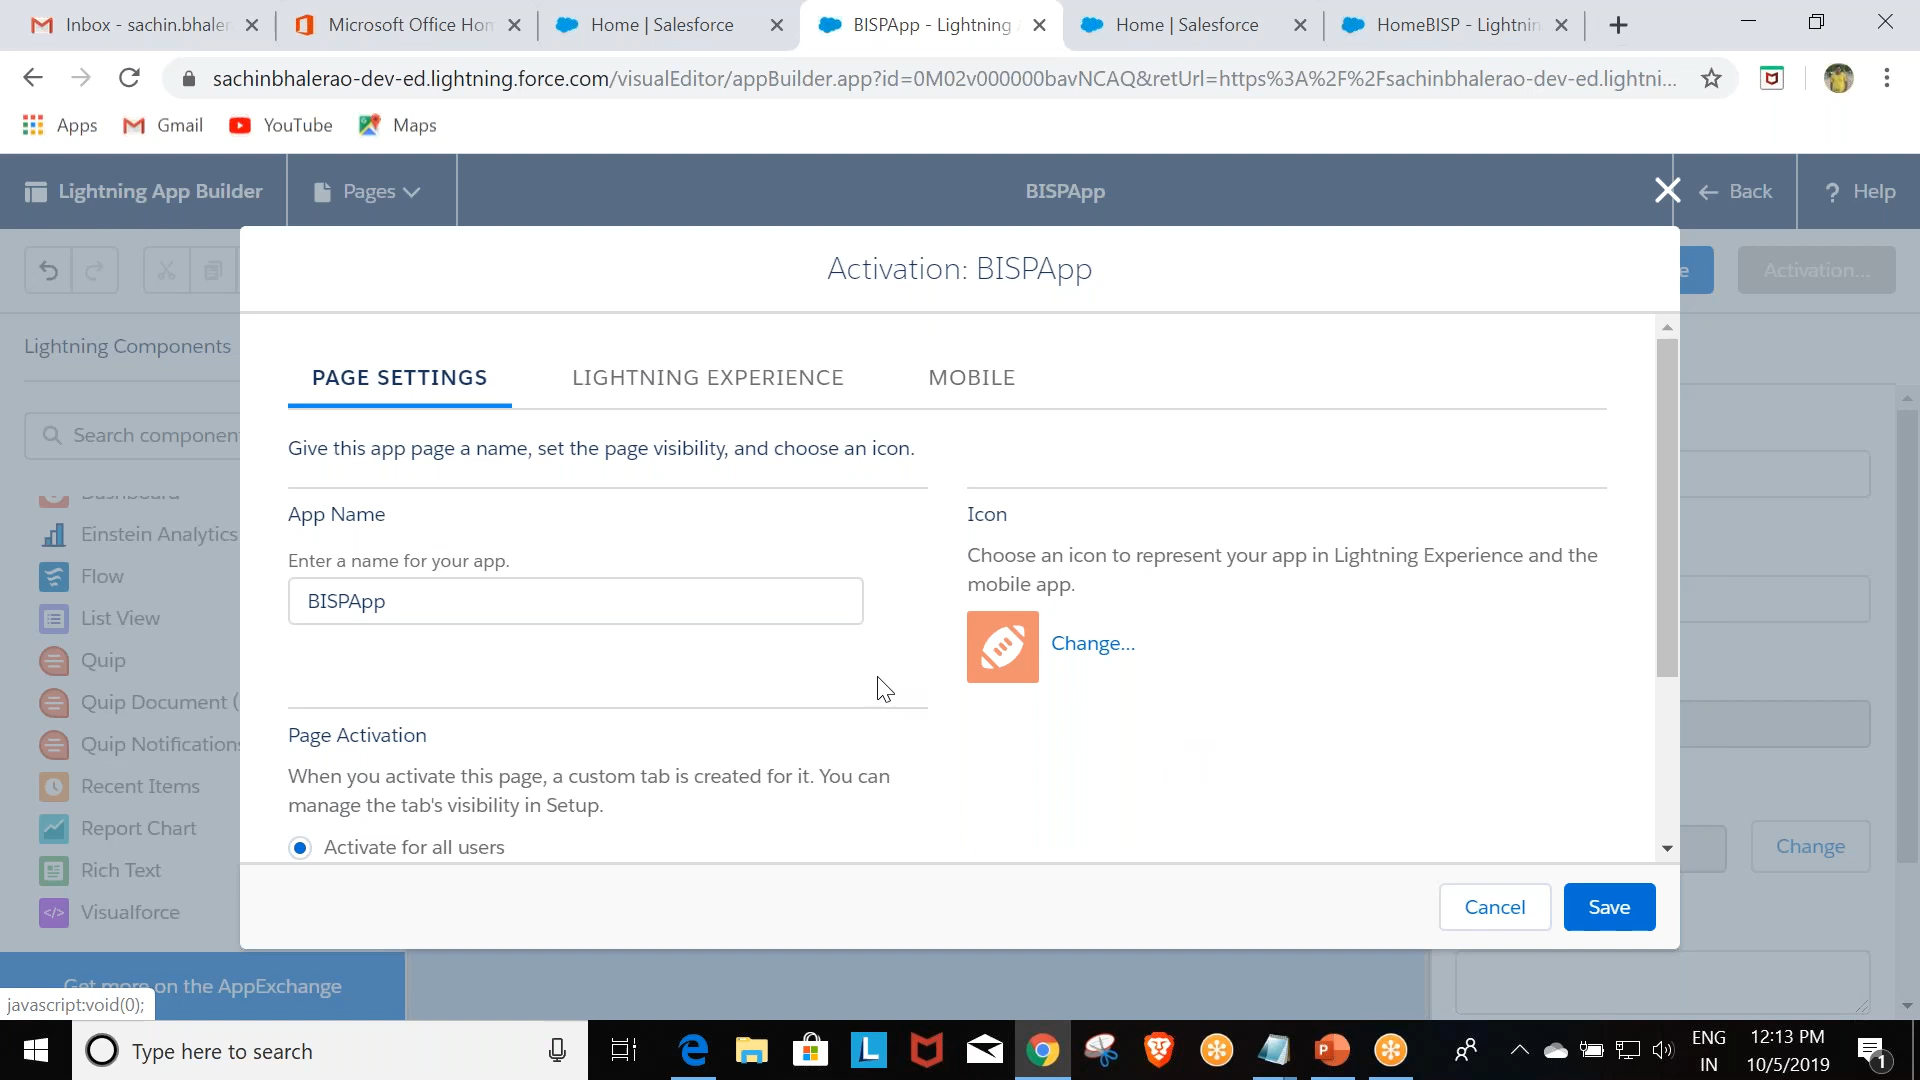 Inbox - sachin.bhaler
Microsoft Office Hom
Home | Salesforce
BISPApp - Lightning
Home | Salesforce
HomeBISP - Lightnin
sachinbhalerao-dev-ed.lightning.force.com/visualEditor/appBuilder.app?id=0M02v000000bavNCAQ&retUrl=https%3A%2F%2Fsachinbhalerao-dev-ed.lightni...
Apps
Gmail
YouTube
Maps
Lightning App Builder
Pages
BISPApp
Back
? Help
Activation: BISPApp
e
Activation...
Lightning Components
PAGE SETTINGS
LIGHTNING EXPERIENCE
MOBILE
Search componen
Give this app page a name, set the page visibility, and choose an icon.
Dashboard
Einstein Analytics
Flow
List View
Quip
Quip Document (
Quip Notifications
Recent Items
Report Chart
Rich Text
Visualforce
App Name
Enter a name for your app.
BISPApp
Icon
Choose an icon to represent your app in Lightning Experience and the
mobile app.
Change...
Page Activation
When you activate this page, a custom tab is created for it. You can
manage the tab's visibility in Setup.
Activate for all users
Change
Cancel
Save
Get more on the AppExchange
javascript:void(0);
Type here to search
ENG
IN
12:13 PM
10/5/2019
1